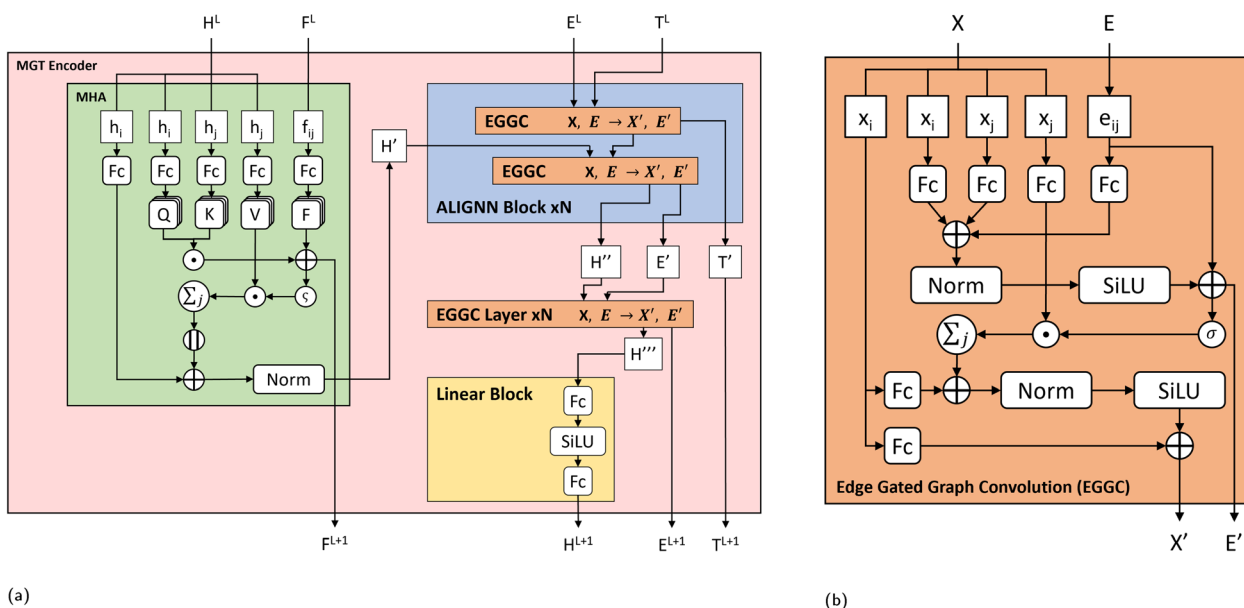 H^L F^L E^L T^L
MGT Encoder
MHA
h_i h_i h_j h_j f_ij
Fc Fc Fc Fc Fc
Q K V F
Σ_j ς
||
Norm
H'
EGGC X, E → X', E'
EGGC X, E → X', E'
ALIGNN Block xN
H'' E' T'
EGGC Layer xN X, E → X', E'
H'''
Linear Block
Fc
SiLU
Fc
F^{L+1} H^{L+1} E^{L+1} T^{L+1}
(a)
X E
x_i x_i x_j x_j e_ij
Fc Fc Fc Fc
Norm SiLU
Σ_j σ
Fc Norm SiLU
Fc
Edge Gated Graph Convolution (EGGC)
X' E'
(b)